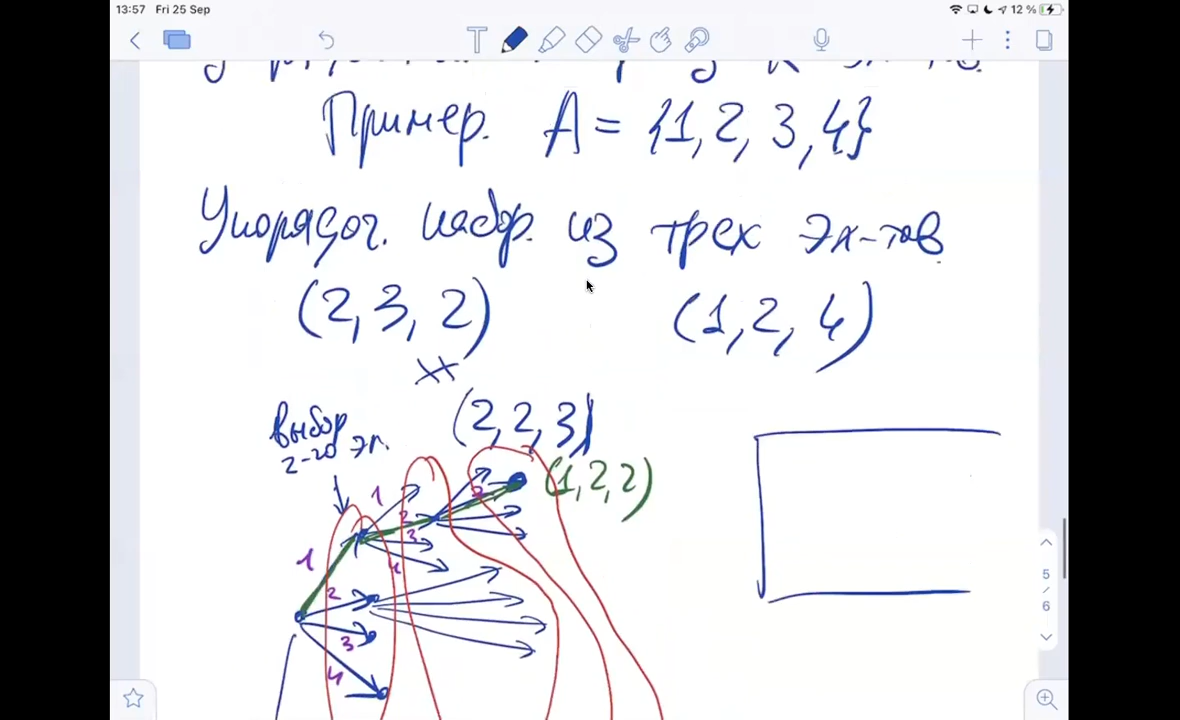 13:57 Fri 25 Sep 12 %
T
Пример. A = {1, 2, 3, 4}
Упорядоч. набор. из трех эл-тов.
(2, 3, 2) (1, 2, 4)
(2, 2, 3)
выбор
2-го эл.
(1, 2, 2)
1
2
3
2
3
4
1
2
3
4
5
/
6